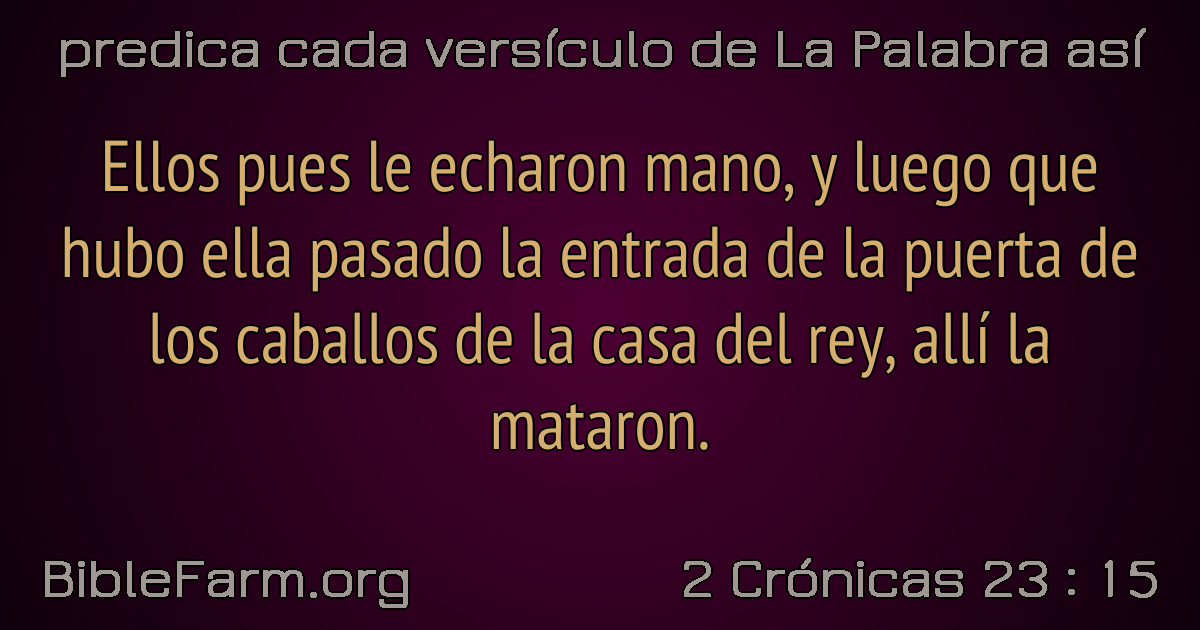 predica cada versículo de La Palabra así
Ellos pues le echaron mano, y luego que
hubo ella pasado la entrada de la puerta de
los caballos de la casa del rey, allí la
mataron.
BibleFarm.org
2 Crónicas 23 : 15